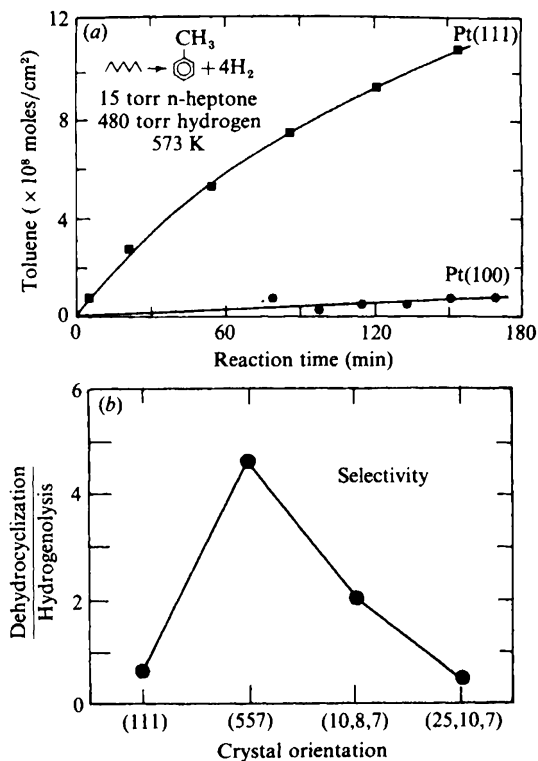 12
(a)
CH₃
Pt(111)
+ 4H₂
15 torr n-heptone
480 torr hydrogen
573 K
8
4
0
Toluene (× 10⁸ moles/cm²)
Pt(100)
0
60
120
180
Reaction time (min)
6
(b)
Selectivity
4
2
0
Dehydrocyclization
Hydrogenolysis
(111)
(557)
(10,8,7)
(25,10,7)
Crystal orientation